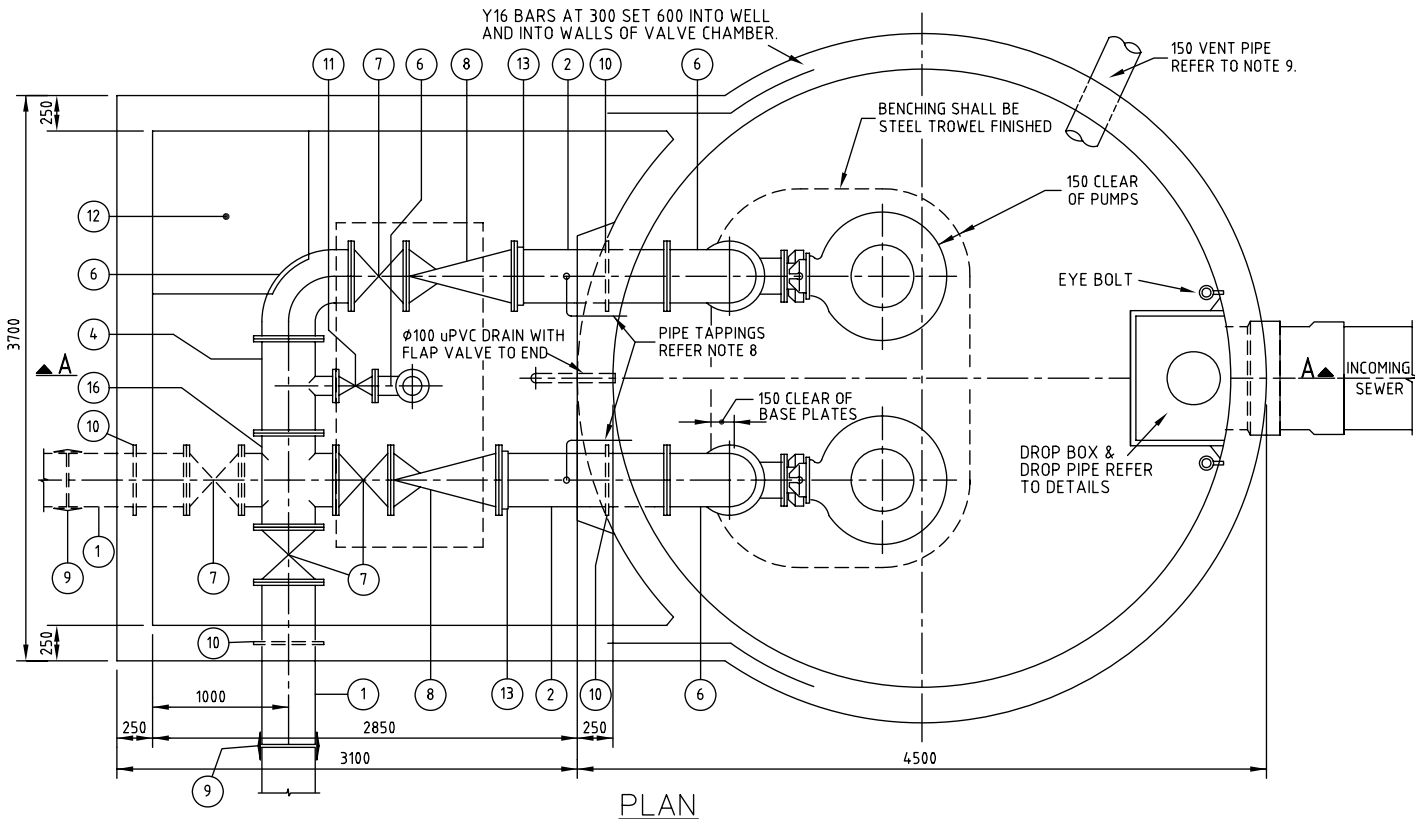 Y16 BARS AT 300 SET 600 INTO WELL
AND INTO WALLS OF VALVE CHAMBER.
150 VENT PIPE
REFER TO NOTE 9.
11
7
6
8
13
2
10
6
250
BENCHING SHALL BE
STEEL TROWEL FINISHED
150 CLEAR
OF PUMPS
12
6
EYE BOLT
4
3700
Ø100 uPVC DRAIN WITH
FLAP VALVE TO END
PIPE TAPPINGS
REFER NOTE 8
A
16
A
INCOMING
SEWER
150 CLEAR OF
BASE PLATES
10
DROP BOX &
DROP PIPE REFER
TO DETAILS
9
1
7
7
10
250
1
8
13
2
10
6
1000
250
2850
250
3100
4500
9
PLAN